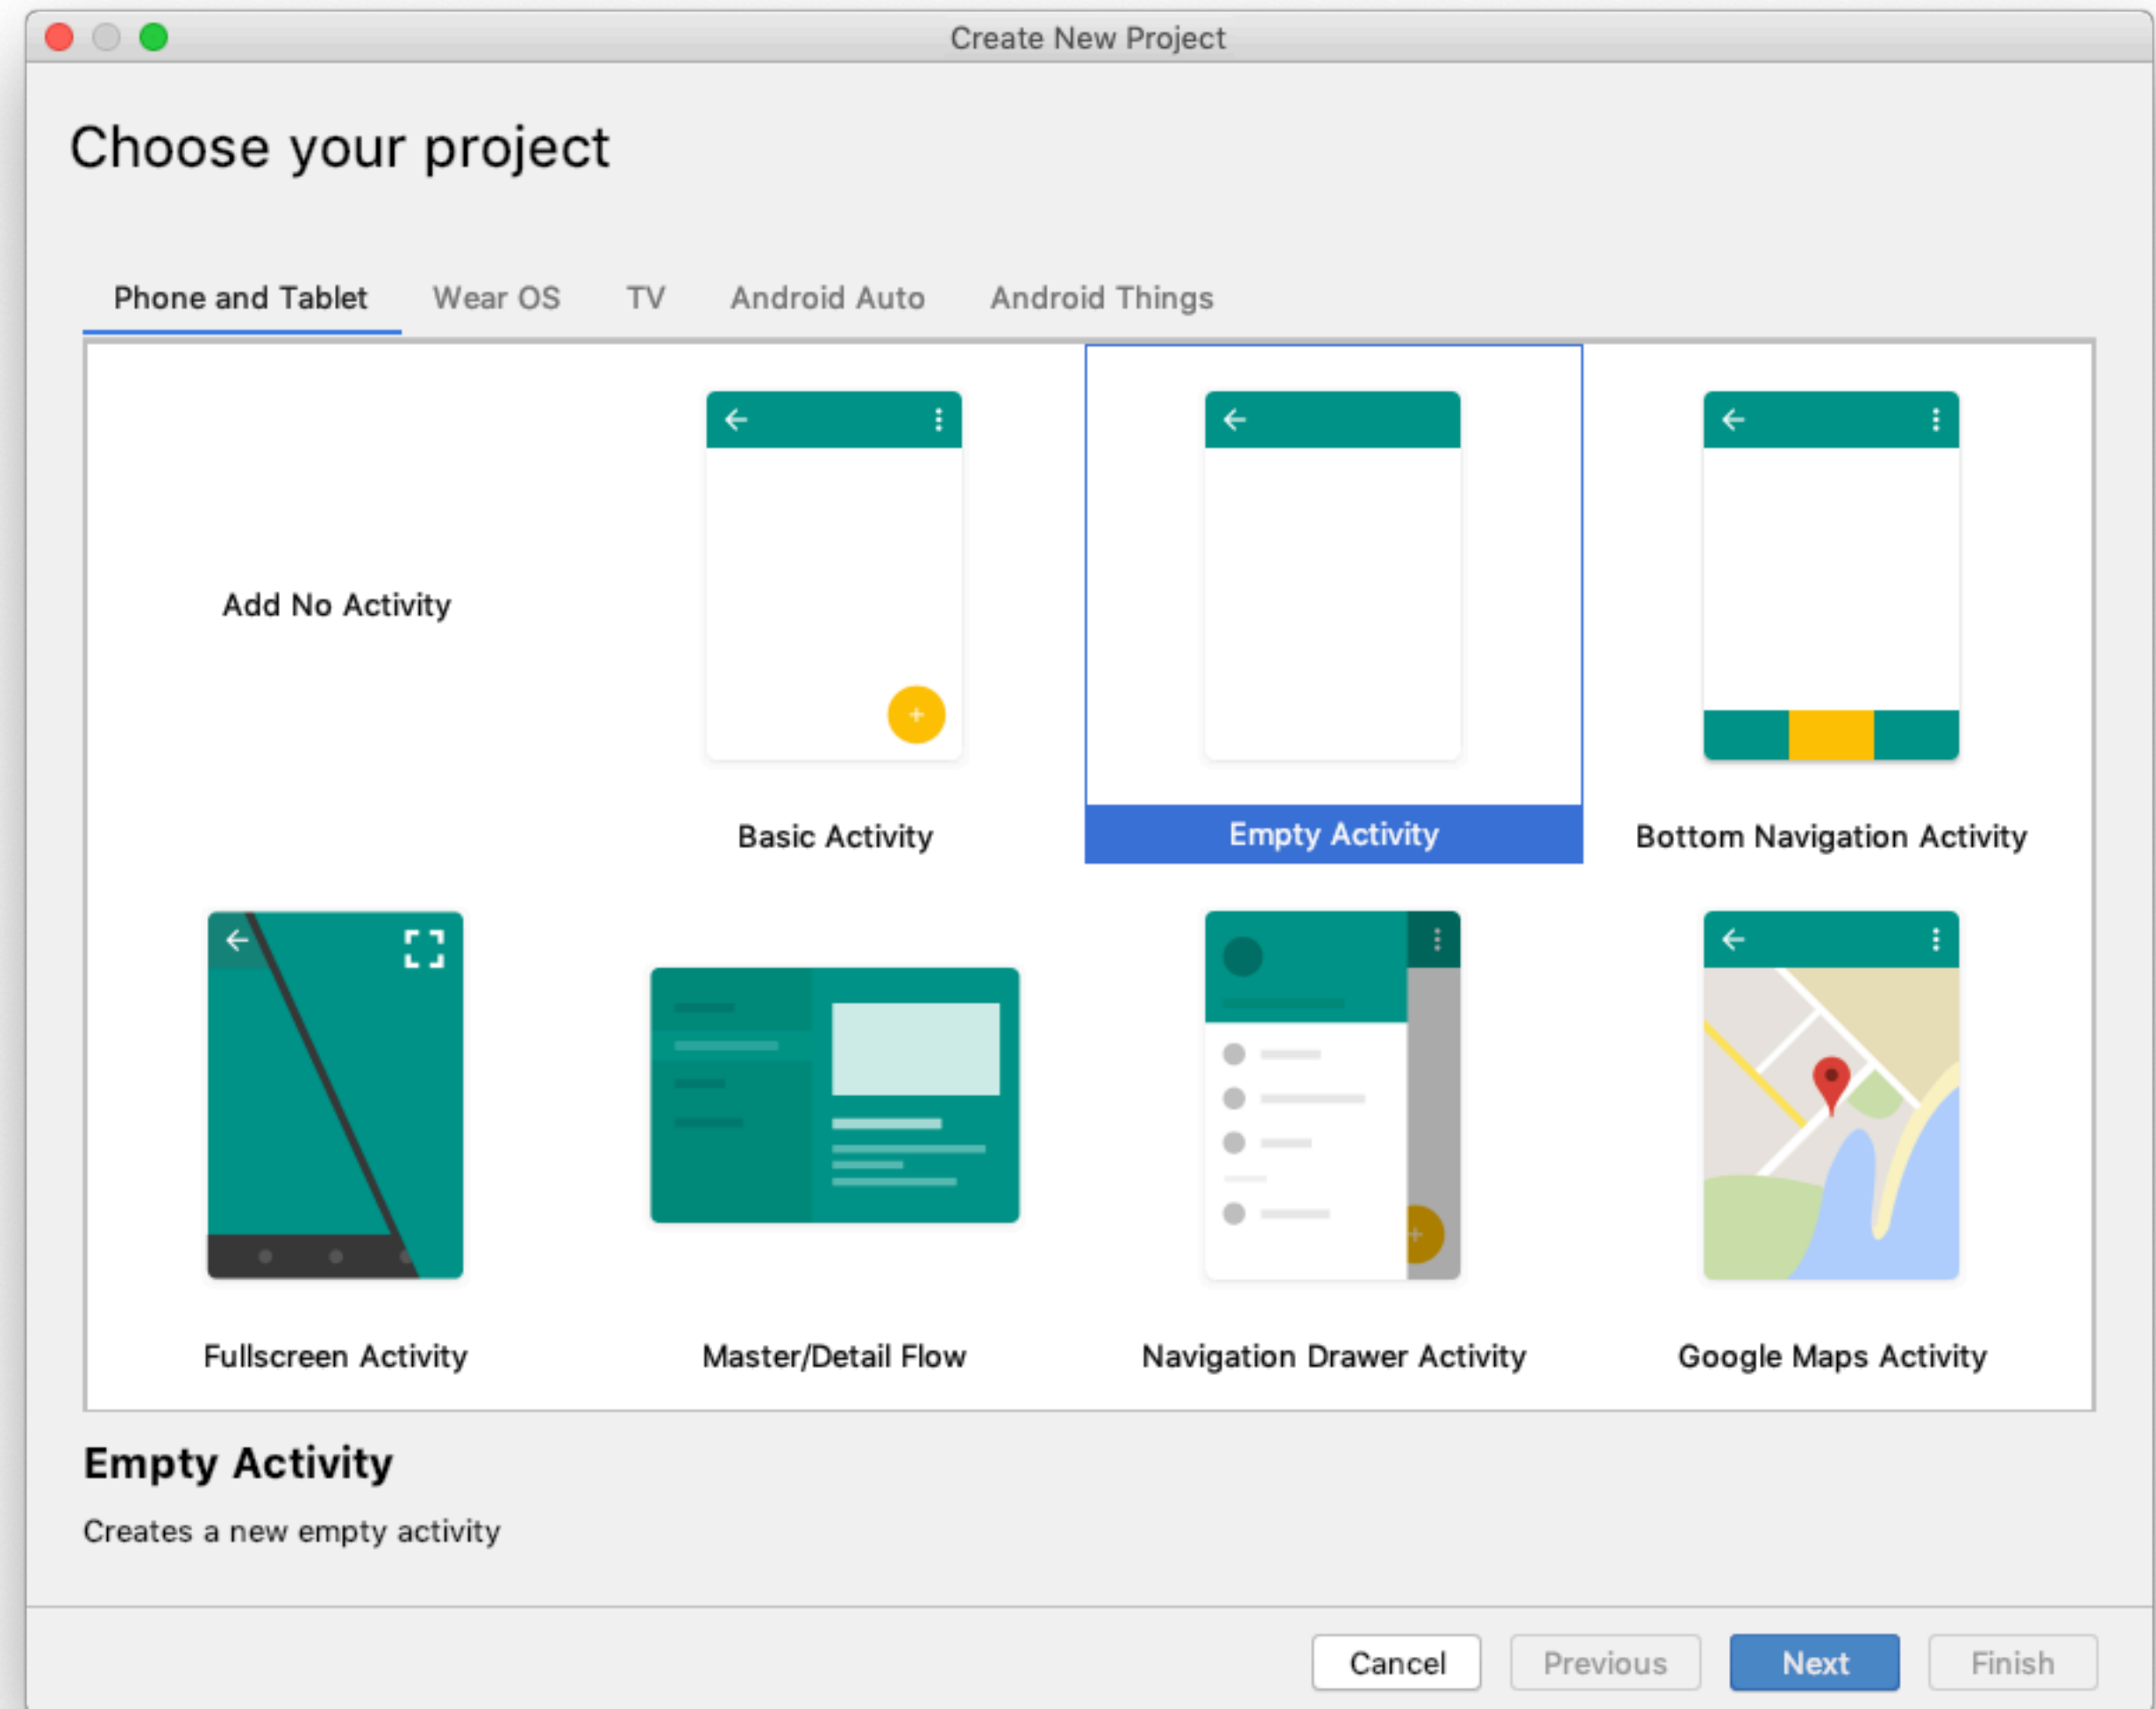 Create New Project
Choose your project
Phone and Tablet Wear OS TV Android Auto Android Things
Add No Activity
Basic Activity
Empty Activity
Bottom Navigation Activity
Fullscreen Activity
Master/Detail Flow
Navigation Drawer Activity
Google Maps Activity
Empty Activity
Creates a new empty activity
Cancel Previous Next Finish